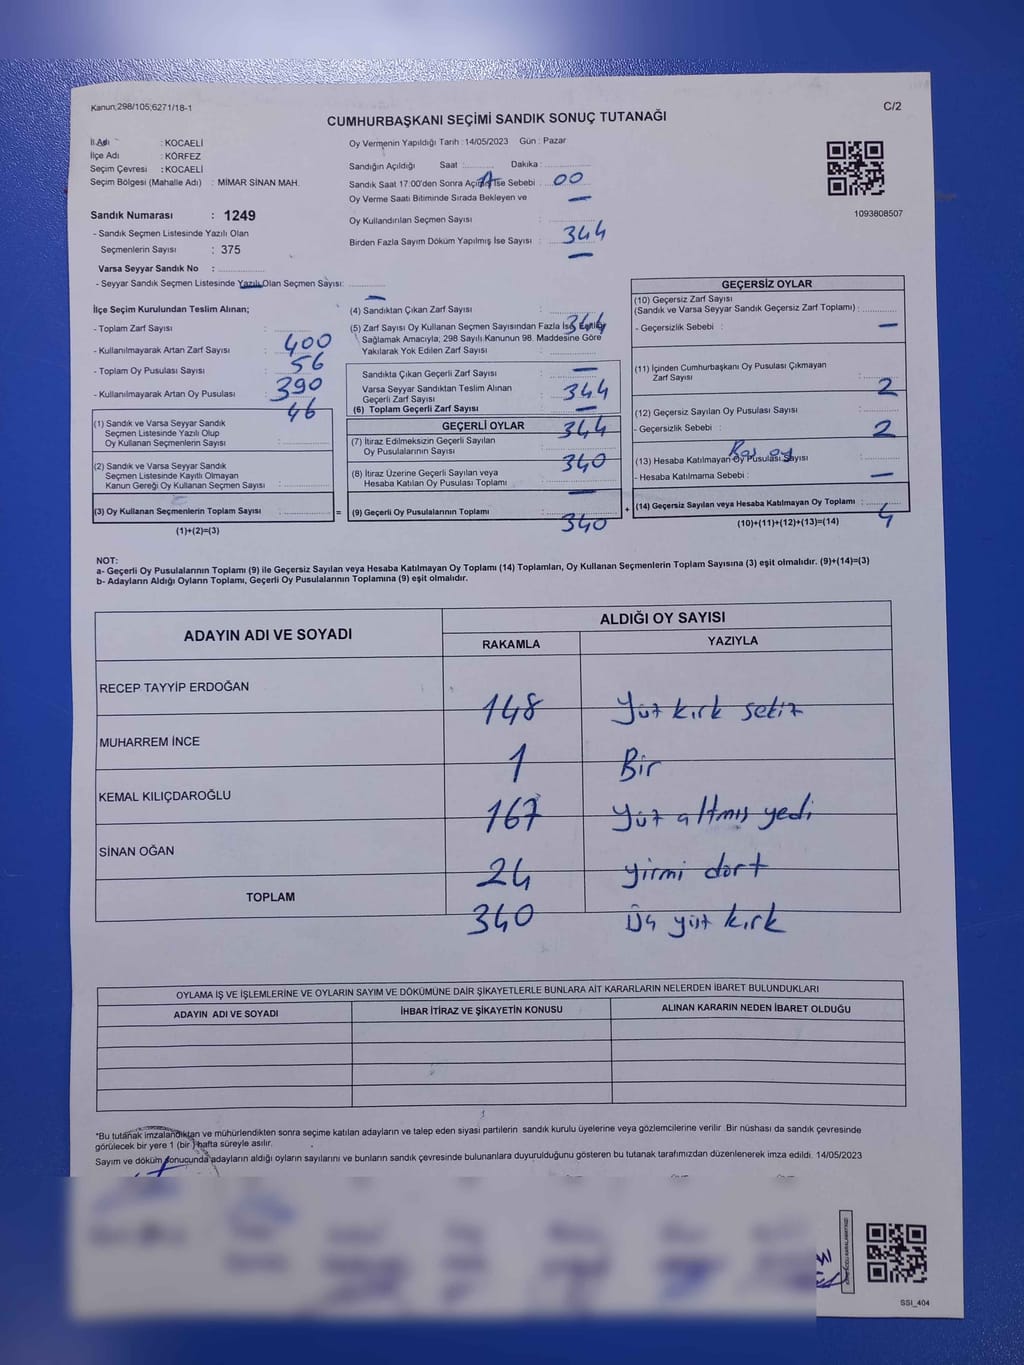 Kanun;298/105;6271/18-1
C/2
CUMHURBAŞKANI SEÇİMİ SANDIK SONUÇ TUTANAĞI
İl Adı : KOCAELİ
İlçe Adı : KÖRFEZ
Seçim Çevresi : KOCAELİ
Seçim Bölgesi (Mahalle Adı) : MİMAR SİNAN MAH.
Sandık Numarası : 1249
- Sandık Seçmen Listesinde Yazılı Olan
Seçmenlerin Sayısı : 375
Varsa Seyyar Sandık No :
- Seyyar Sandık Seçmen Listesinde Yazılı Olan Seçmen Sayısı: —
Oy Vermenin Yapıldığı Tarih : 14/05/2023 Gün : Pazar
Sandığın Açıldığı Saat : Dakika :
Sandık Saat 17:00'den Sonra Açılmış İse Sebebi : 00
Oy Verme Saati Bitiminde Sırada Bekleyen ve —
Oy Kullandırılan Seçmen Sayısı :
Birden Fazla Sayım Döküm Yapılmış İse Sayısı : 344
—
1093808507
İlçe Seçim Kurulundan Teslim Alınan;
- Toplam Zarf Sayısı :
400
- Kullanılmayarak Artan Zarf Sayısı :
56
- Toplam Oy Pusulası Sayısı :
390
- Kullanılmayarak Artan Oy Pusulası :
46
(1) Sandık ve Varsa Seyyar Sandık
Seçmen Listesinde Yazılı Olup
Oy Kullanan Seçmenlerin Sayısı :
(2) Sandık ve Varsa Seyyar Sandık
Seçmen Listesinde Kayıtlı Olmayan
Kanun Gereği Oy Kullanan Seçmen Sayısı :
(3) Oy Kullanan Seçmenlerin Toplam Sayısı :
(1)+(2)=(3)
=
(4) Sandıktan Çıkan Zarf Sayısı :
344
(5) Zarf Sayısı Oy Kullanan Seçmen Sayısından Fazla İse, Eşitliği
Sağlamak Amacıyla, 298 Sayılı Kanunun 98. Maddesine Göre
Yakılarak Yok Edilen Zarf Sayısı :
—
Sandıkta Çıkan Geçerli Zarf Sayısı :
344
Varsa Seyyar Sandıktan Teslim Alınan
Geçerli Zarf Sayısı :
—
(6) Toplam Geçerli Zarf Sayısı :
344
GEÇERLİ OYLAR
(7) İtiraz Edilmeksizin Geçerli Sayılan
Oy Pusulalarının Sayısı :
340
(8) İtiraz Üzerine Geçerli Sayılan veya
Hesaba Katılan Oy Pusulası Toplamı :
—
(9) Geçerli Oy Pusulalarının Toplamı :
340
+
GEÇERSİZ OYLAR
(10) Geçersiz Zarf Sayısı
(Sandık ve Varsa Seyyar Sandık Geçersiz Zarf Toplamı) :
- Geçersizlik Sebebi : —
(11) İçinden Cumhurbaşkanı Oy Pusulası Çıkmayan
Zarf Sayısı :
2
(12) Geçersiz Sayılan Oy Pusulası Sayısı :
- Geçersizlik Sebebi : 2
(13) Hesaba Katılmayan Oy Pusulası Sayısı :
- Hesaba Katılmama Sebebi : —
(14) Geçersiz Sayılan veya Hesaba Katılmayan Oy Toplamı :
4
(10)+(11)+(12)+(13)=(14)
NOT:
a- Geçerli Oy Pusulalarının Toplamı (9) ile Geçersiz Sayılan veya Hesaba Katılmayan Oy Toplamı (14) Toplamları, Oy Kullanan Seçmenlerin Toplam Sayısına (3) eşit olmalıdır. (9)+(14)=(3)
b- Adayların Aldığı Oyların Toplamı, Geçerli Oy Pusulalarının Toplamına (9) eşit olmalıdır.
ADAYIN ADI VE SOYADI
ALDIĞI OY SAYISI
RAKAMLA
YAZIYLA
RECEP TAYYİP ERDOĞAN
148 Yüz kırk sekiz
MUHARREM İNCE
1 Bir
KEMAL KILIÇDAROĞLU
167 Yüz altmış yedi
SİNAN OĞAN
24 yirmi dört
TOPLAM
340 Üç yüz kırk
OYLAMA İŞ VE İŞLEMLERİNE VE OYLARIN SAYIM VE DÖKÜMÜNE DAİR ŞİKAYETLERLE BUNLARA AİT KARARLARIN NELERDEN İBARET BULUNDUKLARI
ADAYIN ADI VE SOYADI
İHBAR İTİRAZ VE ŞİKAYETİN KONUSU
ALINAN KARARIN NEDEN İBARET OLDUĞU
*Bu tutanak imzalandıktan ve mühürlendikten sonra seçime katılan adayların ve talep eden siyasi partilerin sandık kurulu üyelerine veya gözlemcilerine verilir. Bir nüshası da sandık çevresinde
görülecek bir yere 1 (bir) hafta süreyle asılır.
Sayım ve döküm sonucunda adayların aldığı oyların sayılarını ve bunların sandık çevresinde bulunanlara duyurulduğunu gösteren bu tutanak tarafımızdan düzenlenerek imza edildi. 14/05/2023
SSI_404